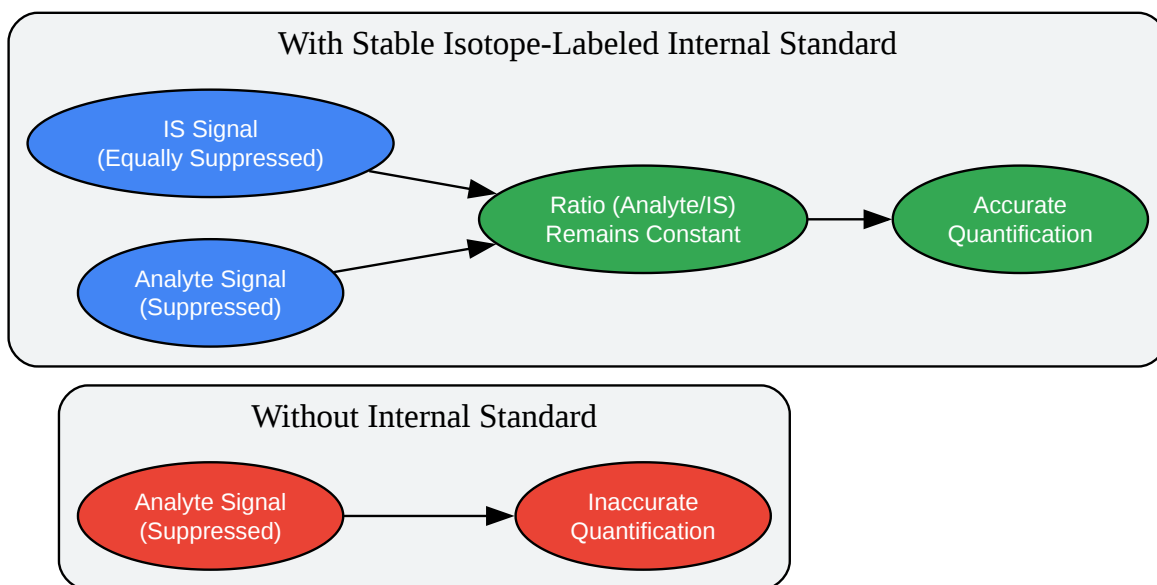 With Stable Isotope-Labeled Internal Standard
IS Signal
(Equally Suppressed)
Analyte Signal
(Suppressed)
Ratio (Analyte/IS)
Remains Constant
Accurate
Quantification
Without Internal Standard
Analyte Signal
(Suppressed)
Inaccurate
Quantification